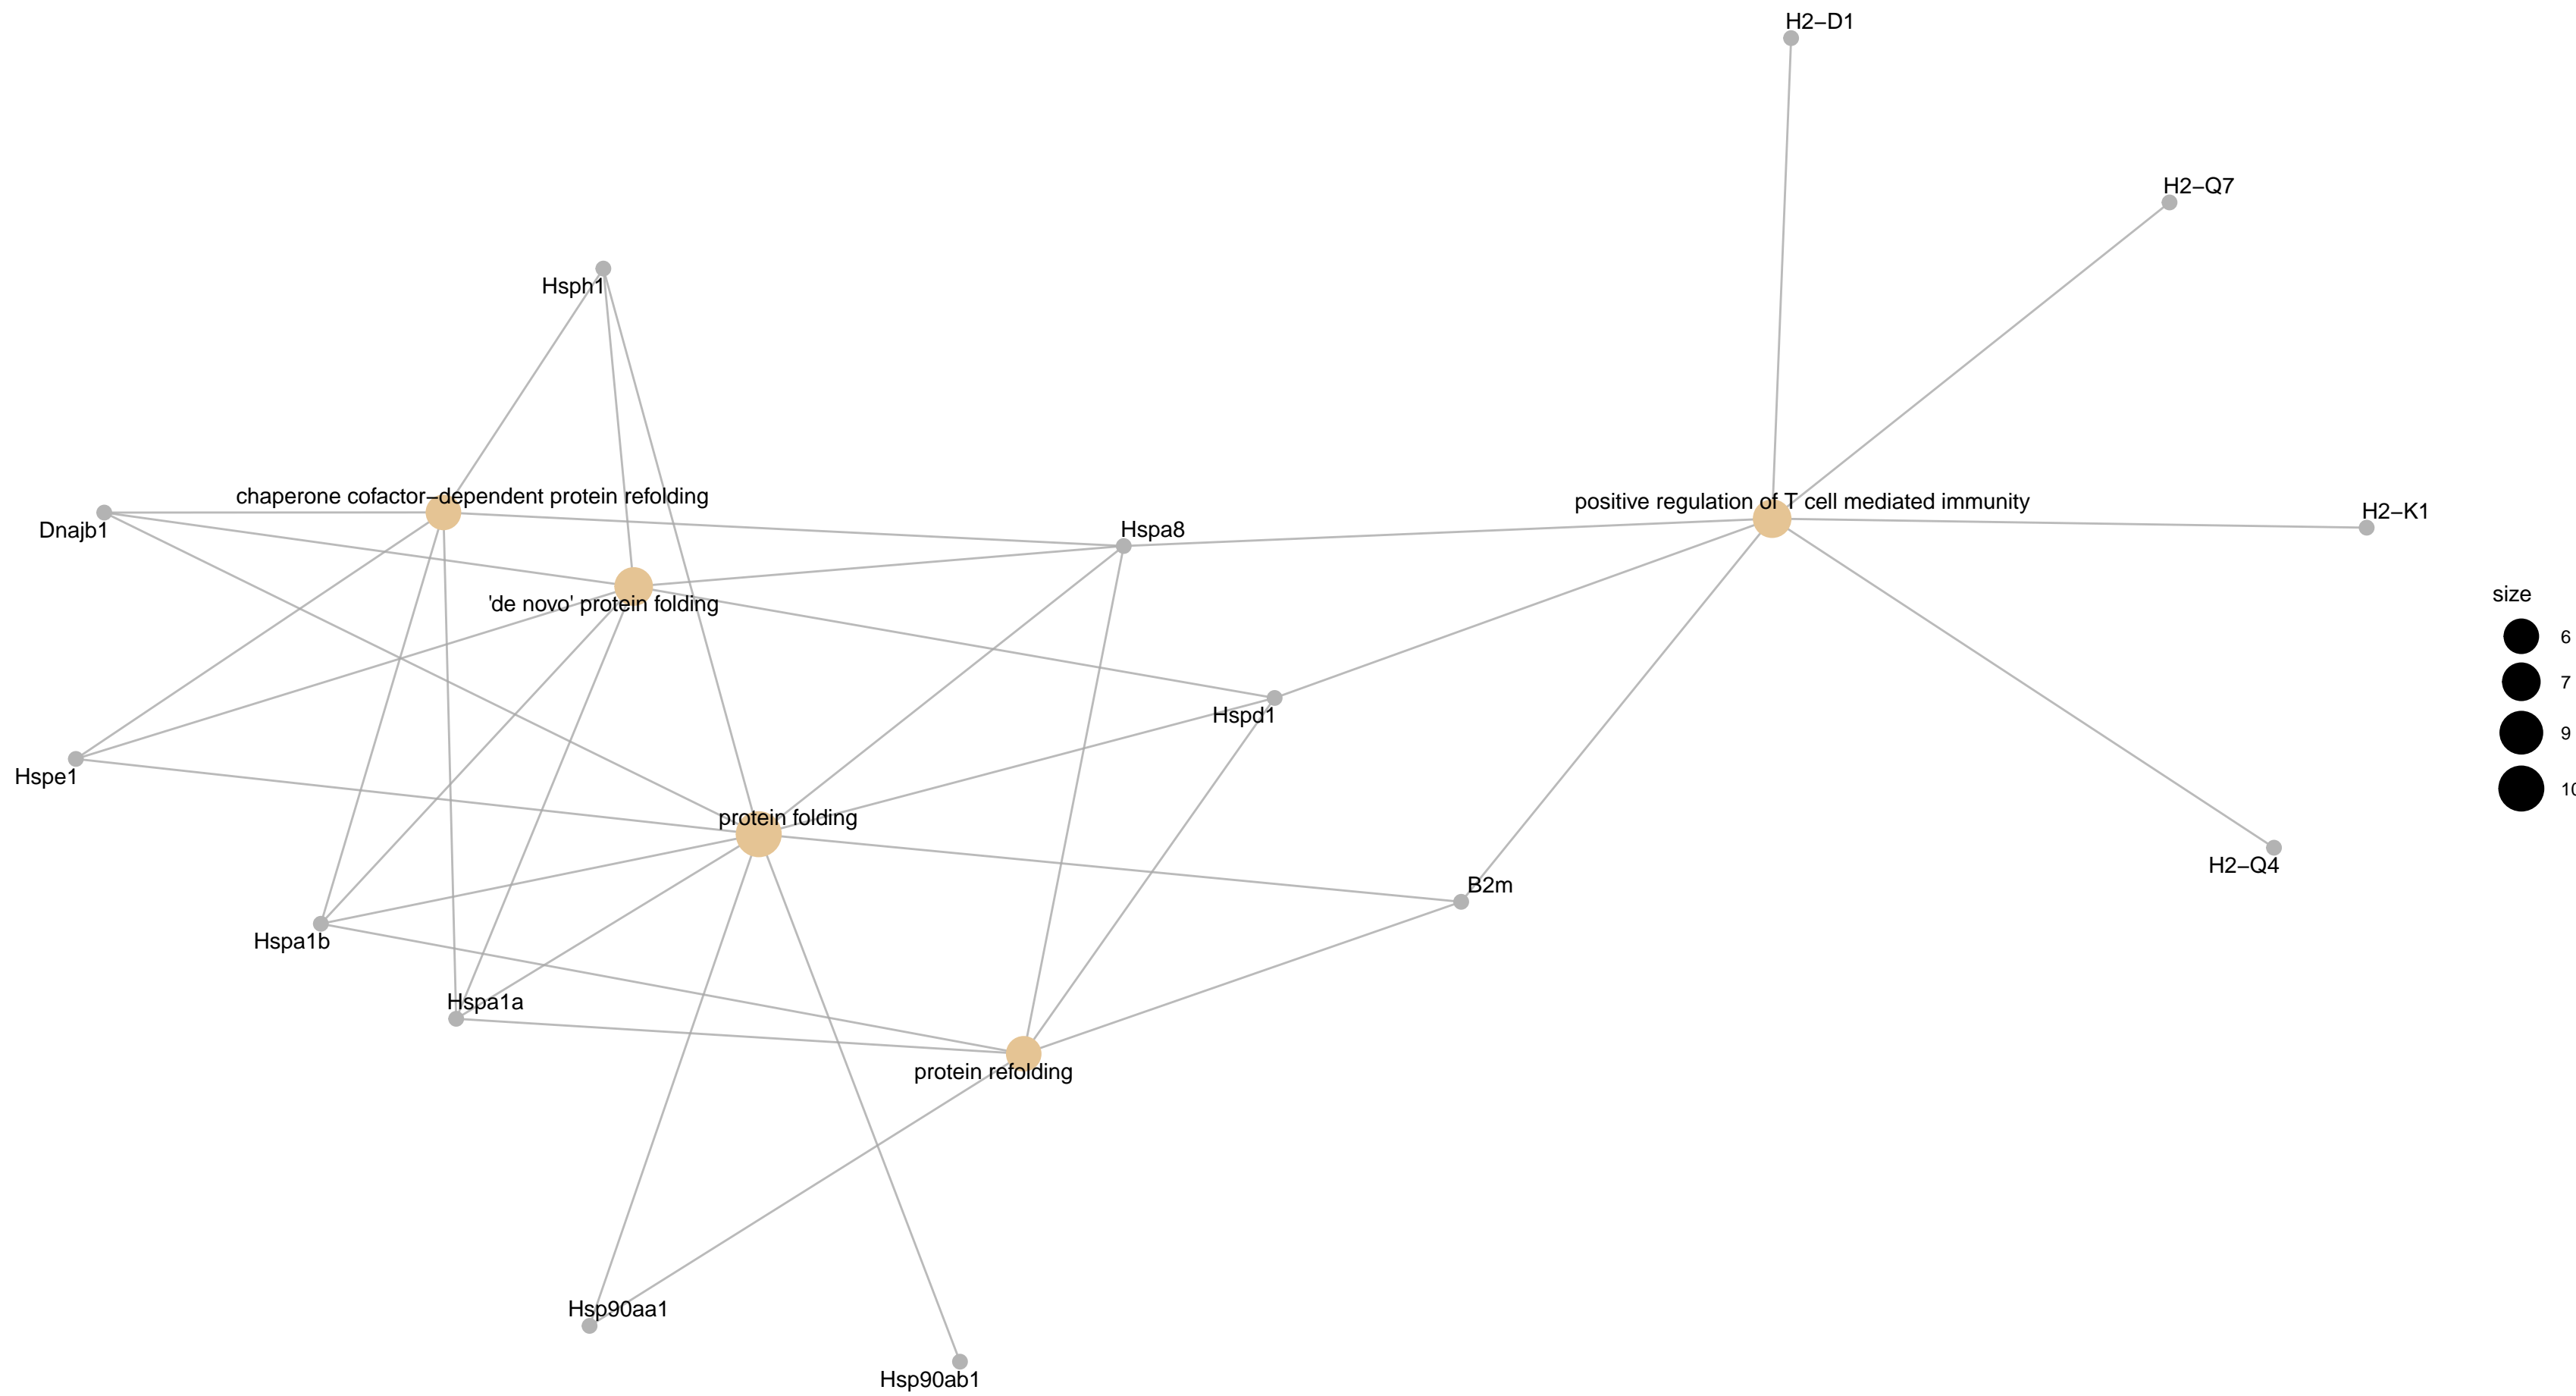 H2−D1
H2−Q7
Hsph1
chaperone cofactor−dependent protein refolding
positive regulation of T cell mediated immunity
H2−K1
Dnajb1
Hspa8
size
'de novo' protein folding
6
7
Hspd1
9
Hspe1
10
protein folding
H2−Q4
B2m
Hspa1b
Hspa1a
protein refolding
Hsp90aa1
Hsp90ab1